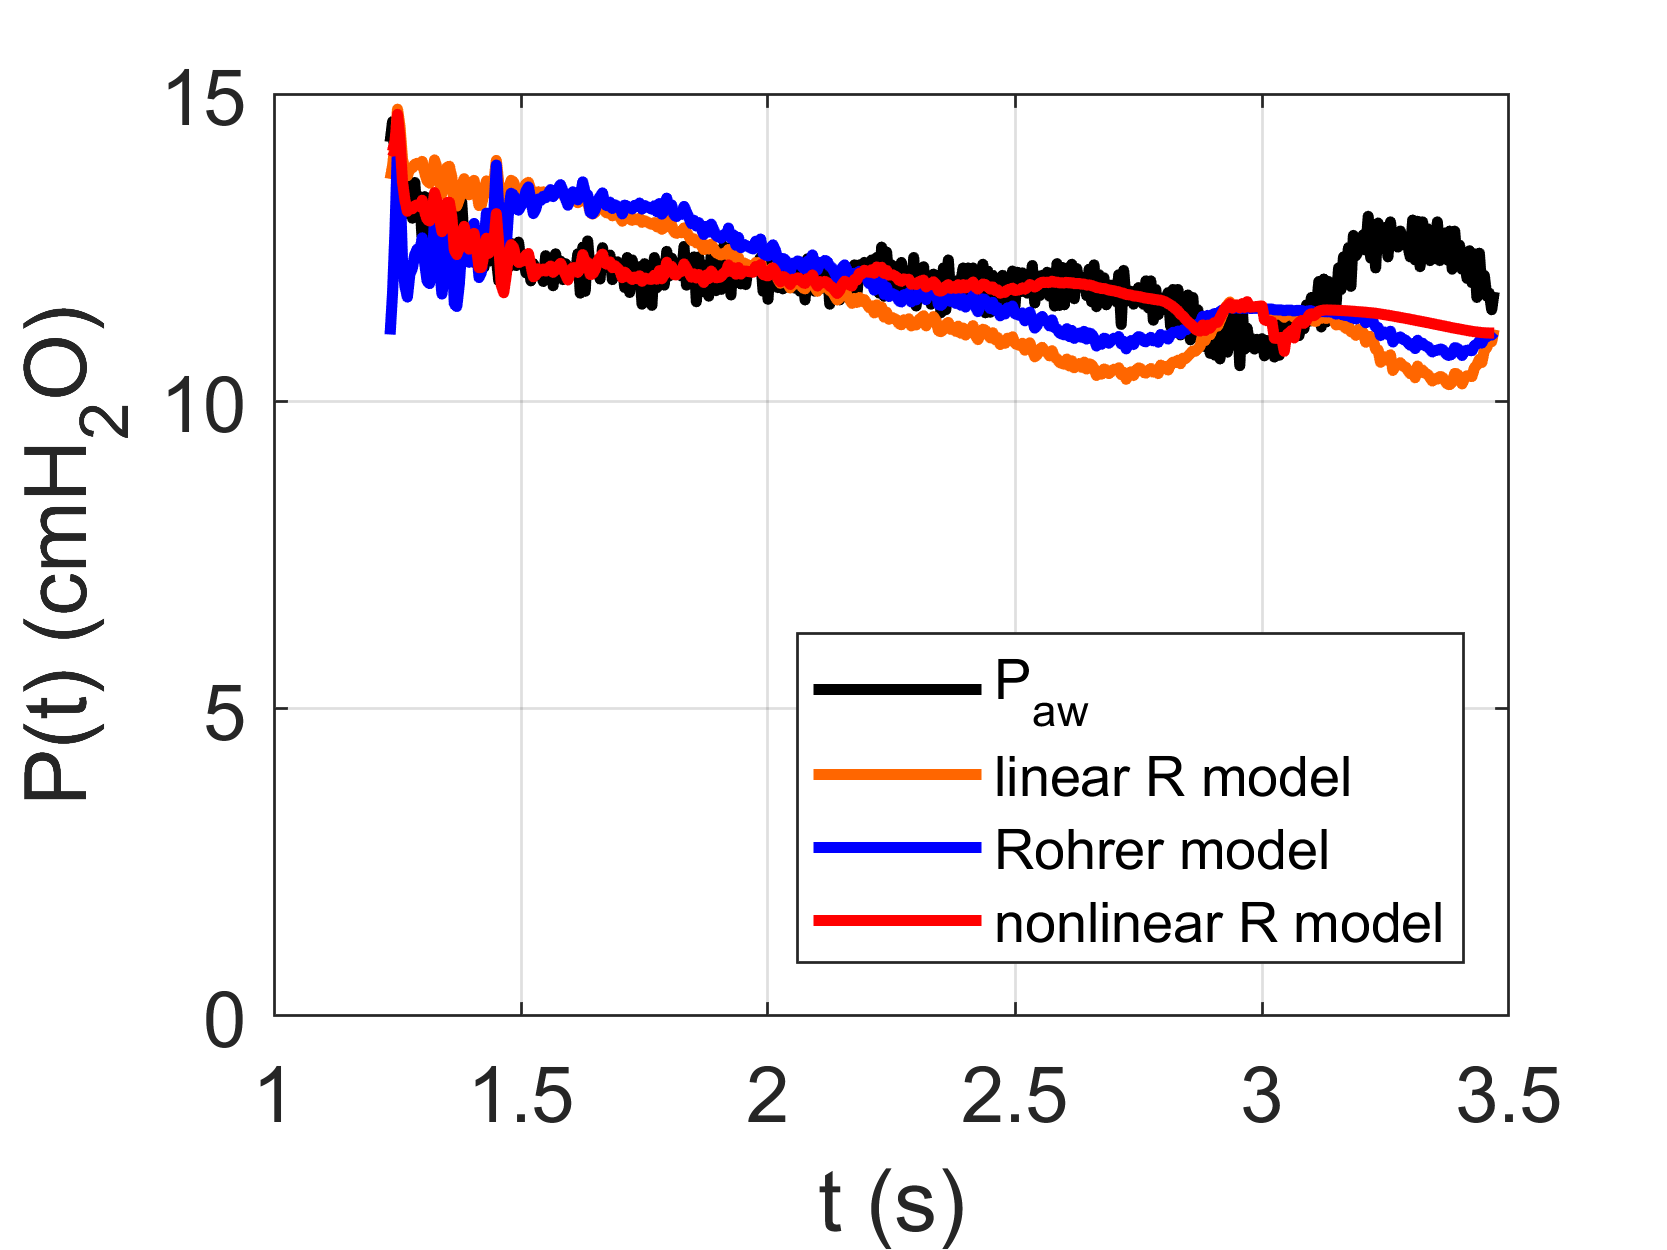 P(t) (cmH2O)
15
10
5
0
Paw
linear R model
Rohrer model
nonlinear R model
1 1.5 2 2.5 3 3.5
t (s)